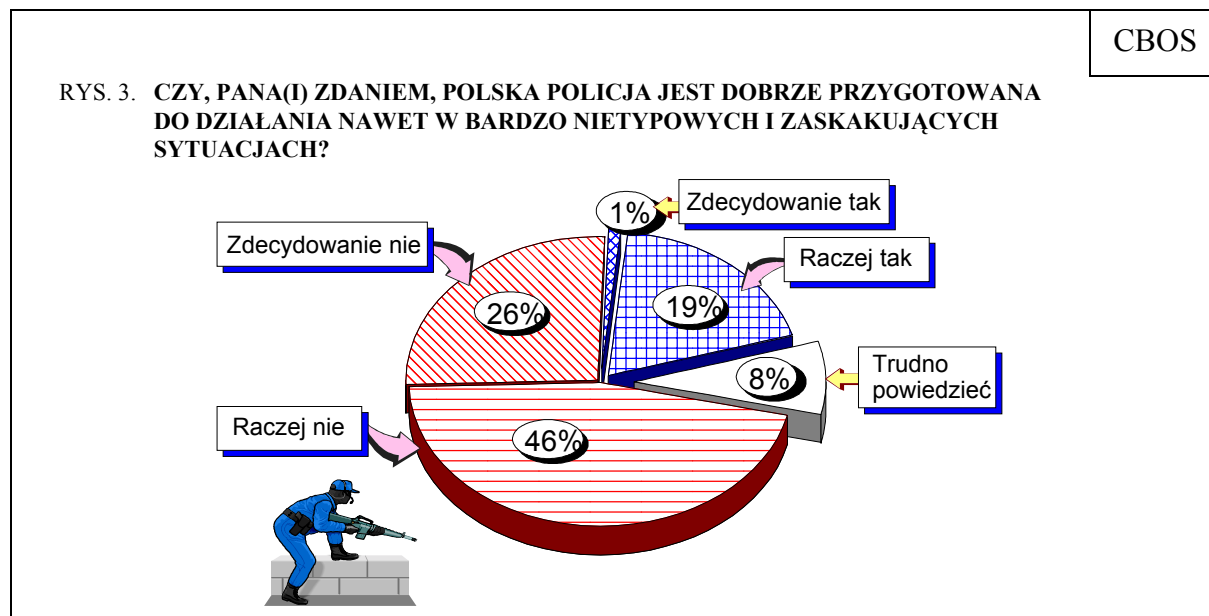 CBOS
RYS. 3. CZY, PANA(I) ZDANIEM, POLSKA POLICJA JEST DOBRZE PRZYGOTOWANA
DO DZIAŁANIA NAWET W BARDZO NIETYPOWYCH I ZASKAKUJĄCYCH
SYTUACJACH?
1%
Zdecydowanie tak
Zdecydowanie nie
Raczej tak
26%
19%
Trudno
powiedzieć
8%
Raczej nie
46%